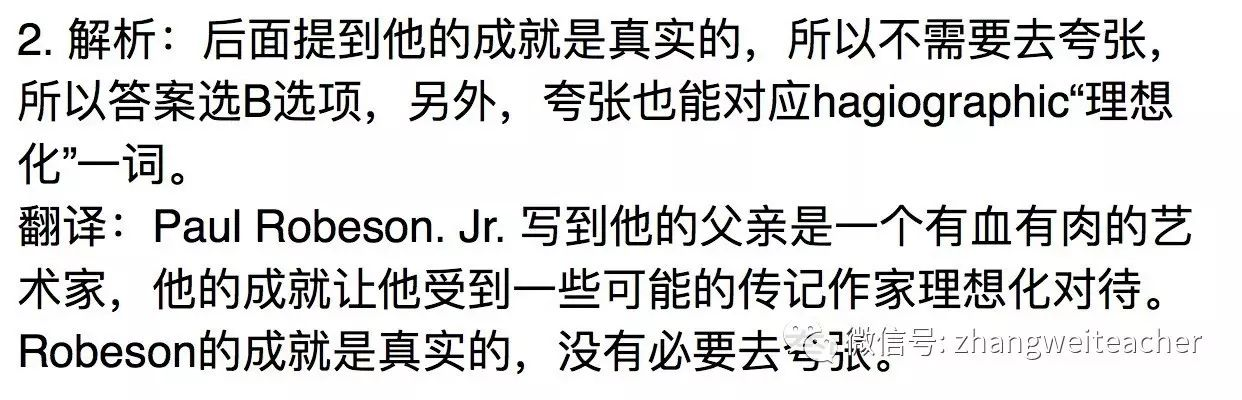 2. 解析：后面提到他的成就是真实的，所以不需要去夸张，
所以答案选B选项，另外，夸张也能对应hagiographic“理想
化”一词。
翻译：Paul Robeson. Jr. 写到他的父亲是一个有血有肉的艺
术家，他的成就让他受到一些可能的传记作家理想化对待。
Robeson的成就是真实的，没有必要去夸张。
微信号: zhangweiteacher